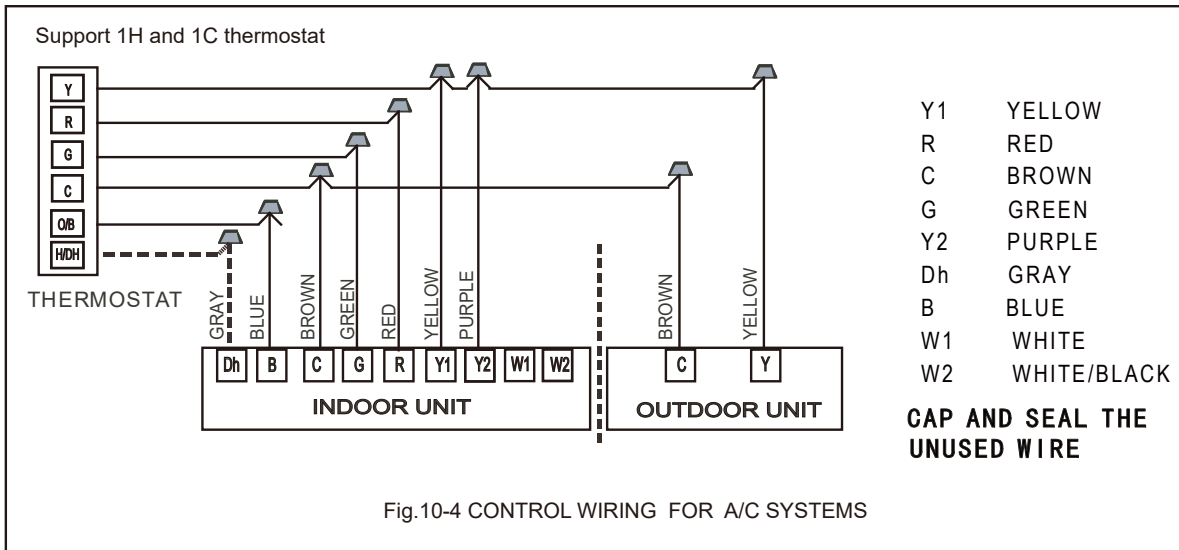 Support 1H and 1C thermostat
Y
R
G
C
O/B
H/DH
THERMOSTAT
GRAY
BLUE
BROWN
GREEN
RED
YELLOW
PURPLE
BROWN
YELLOW
Dh B C G R Y1 Y2 W1 W2
INDOOR UNIT
C Y
OUTDOOR UNIT
Y1 YELLOW
R RED
C BROWN
G GREEN
Y2 PURPLE
Dh GRAY
B BLUE
W1 WHITE
W2 WHITE/BLACK
CAP AND SEAL THE
UNUSED WIRE
Fig.10-4 CONTROL WIRING FOR A/C SYSTEMS